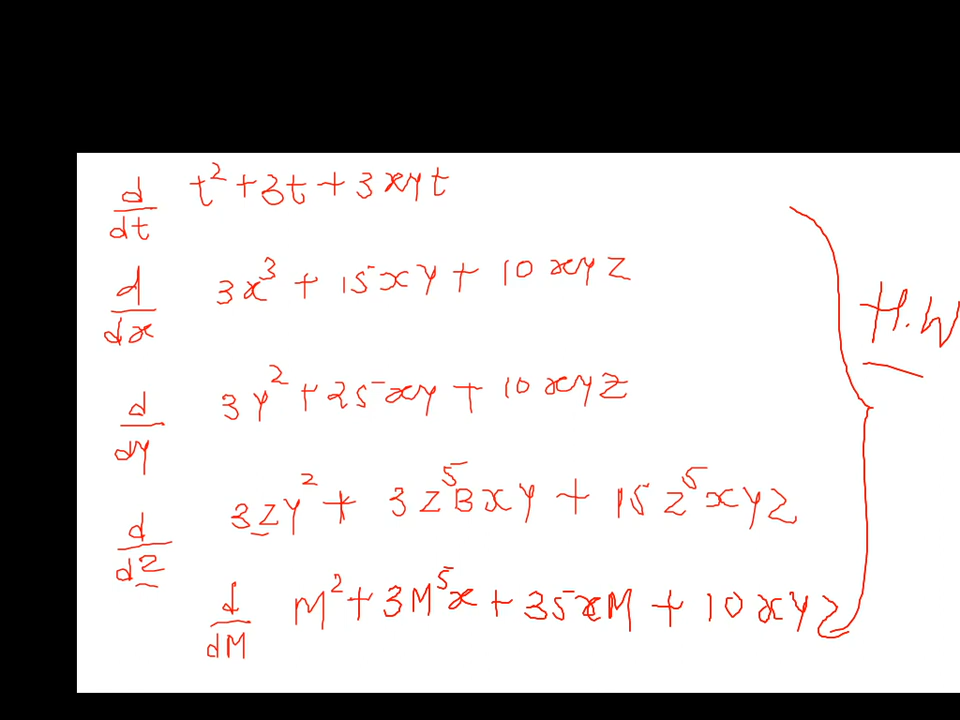 d/dt t² + 3t + 3xyt
d/dx 3x³ + 15xy + 10xyz
H.W
d/dy 3y² + 25xy + 10xyz
d/dz 3zy² + 3z⁵Bxy + 15z⁵xyz
d/dM M² + 3M⁵x + 35xM + 10xyz